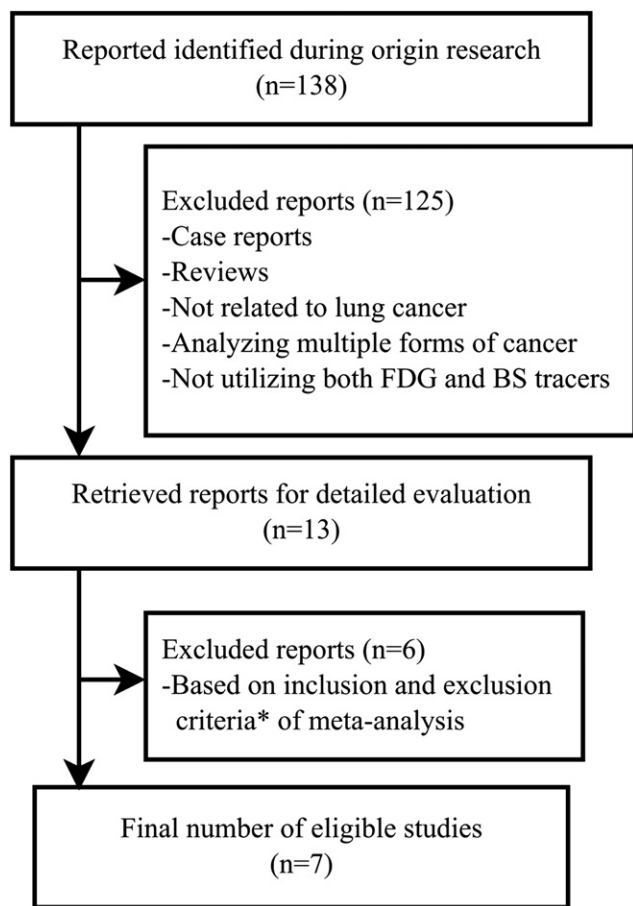 Reported identified during origin research
(n=138)
Excluded reports (n=125)
-Case reports
-Reviews
-Not related to lung cancer
-Analyzing multiple forms of cancer
-Not utilizing both FDG and BS tracers
Retrieved reports for detailed evaluation
(n=13)
Excluded reports (n=6)
-Based on inclusion and exclusion
criteria* of meta-analysis
Final number of eligible studies
(n=7)